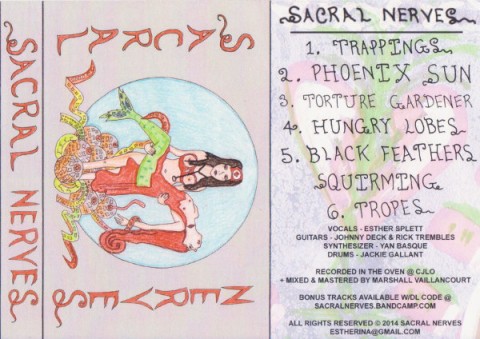 SACRAL NERVES
SACRAL
NERVES
SACRAL NERVES
1. TRAPPINGS
2. PHOENIX SUN
3. TORTURE GARDENER
4. HUNGRY LOBES
5. BLACK FEATHERS
SQUIRMING
6. TROPES
VOCALS - ESTHER SPLETT
GUITARS - JOHNNY DECK & RICK TREMBLES
SYNTHESIZER - YAN BASQUE
DRUMS - JACKIE GALLANT
RECORDED IN THE OVEN @ CJLO
+ MIXED & MASTERED BY MARSHALL VAILLANCOURT
BONUS TRACKS AVAILABLE W/DL CODE @
SACRALNERVES.BANDCAMP.COM
ALL RIGHTS RESERVED © 2014 SACRAL NERVES
ESTHERINA@GMAIL.COM